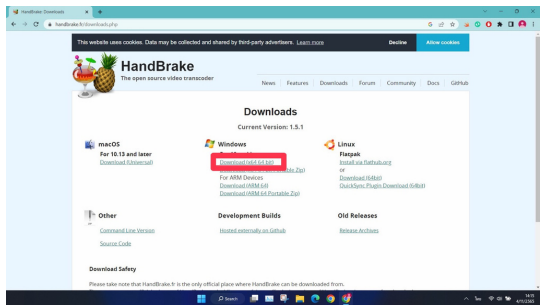 HandBrake: Downloads
handbrake.fr/downloads.php
This website uses cookies. Data may be collected and shared by third-party advertisers. Learn more
Decline
Allow cookies
HandBrake
The open source video transcoder
News
Features
Downloads
Forum
Community
Docs
GitHub
Downloads
Current Version: 1.5.1
macOS
For 10.13 and later
Download (Universal)
Windows
Download (x64 64 bit)
For ARM Devices
Download (ARM 64)
Download (ARM 64 Portable Zip)
Linux
Flatpak
Install via flathub.org
or
Download (64bit)
QuickSync Plugin Download (64bit)
Other
Command Line Version
Source Code
Development Builds
Hosted externally on Github
Old Releases
Release Archives
Download Safety
Please take note that HandBrake.fr is the only official place where HandBrake can be downloaded from.
Search
14:15
4/11/2565